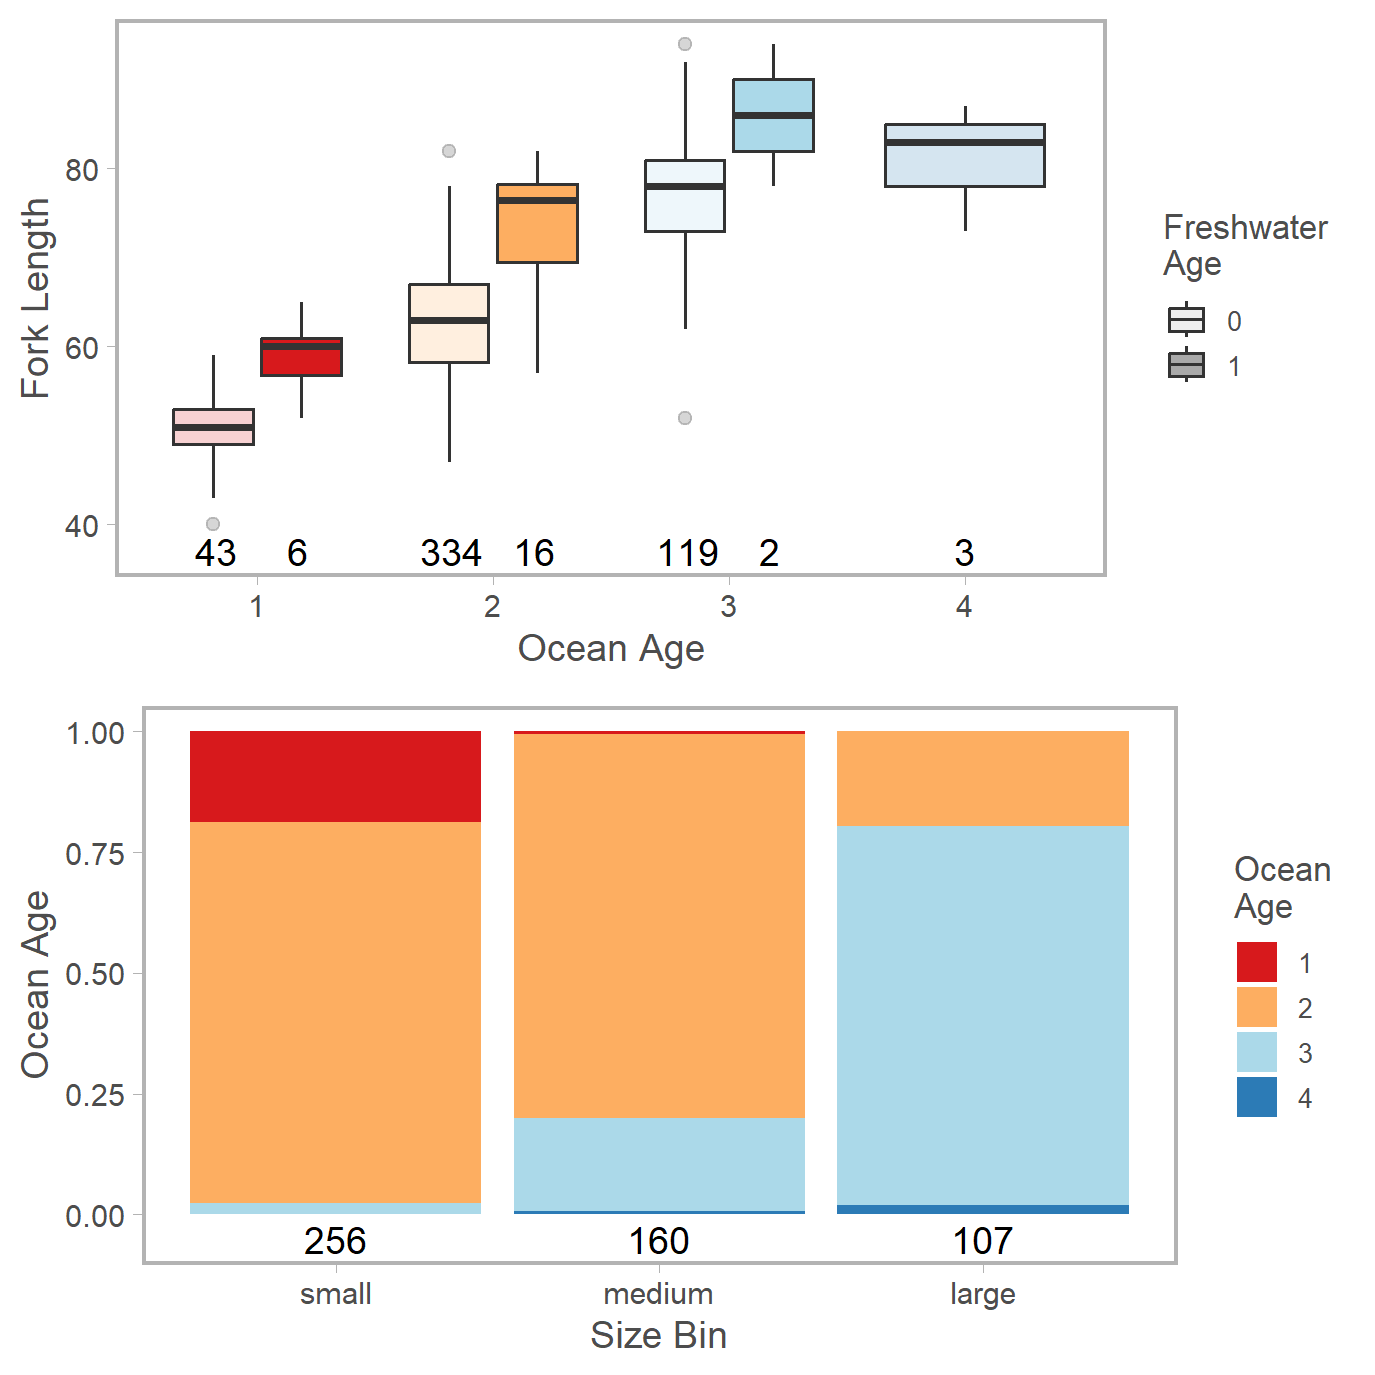 Fork Length
80
60
40
43 6 334 16 119 2 3
1 2 3 4
Ocean Age
Freshwater
Age
0
1
Ocean Age
1.00
0.75
0.50
0.25
0.00
256 160 107
small medium large
Size Bin
Ocean
Age
1
2
3
4